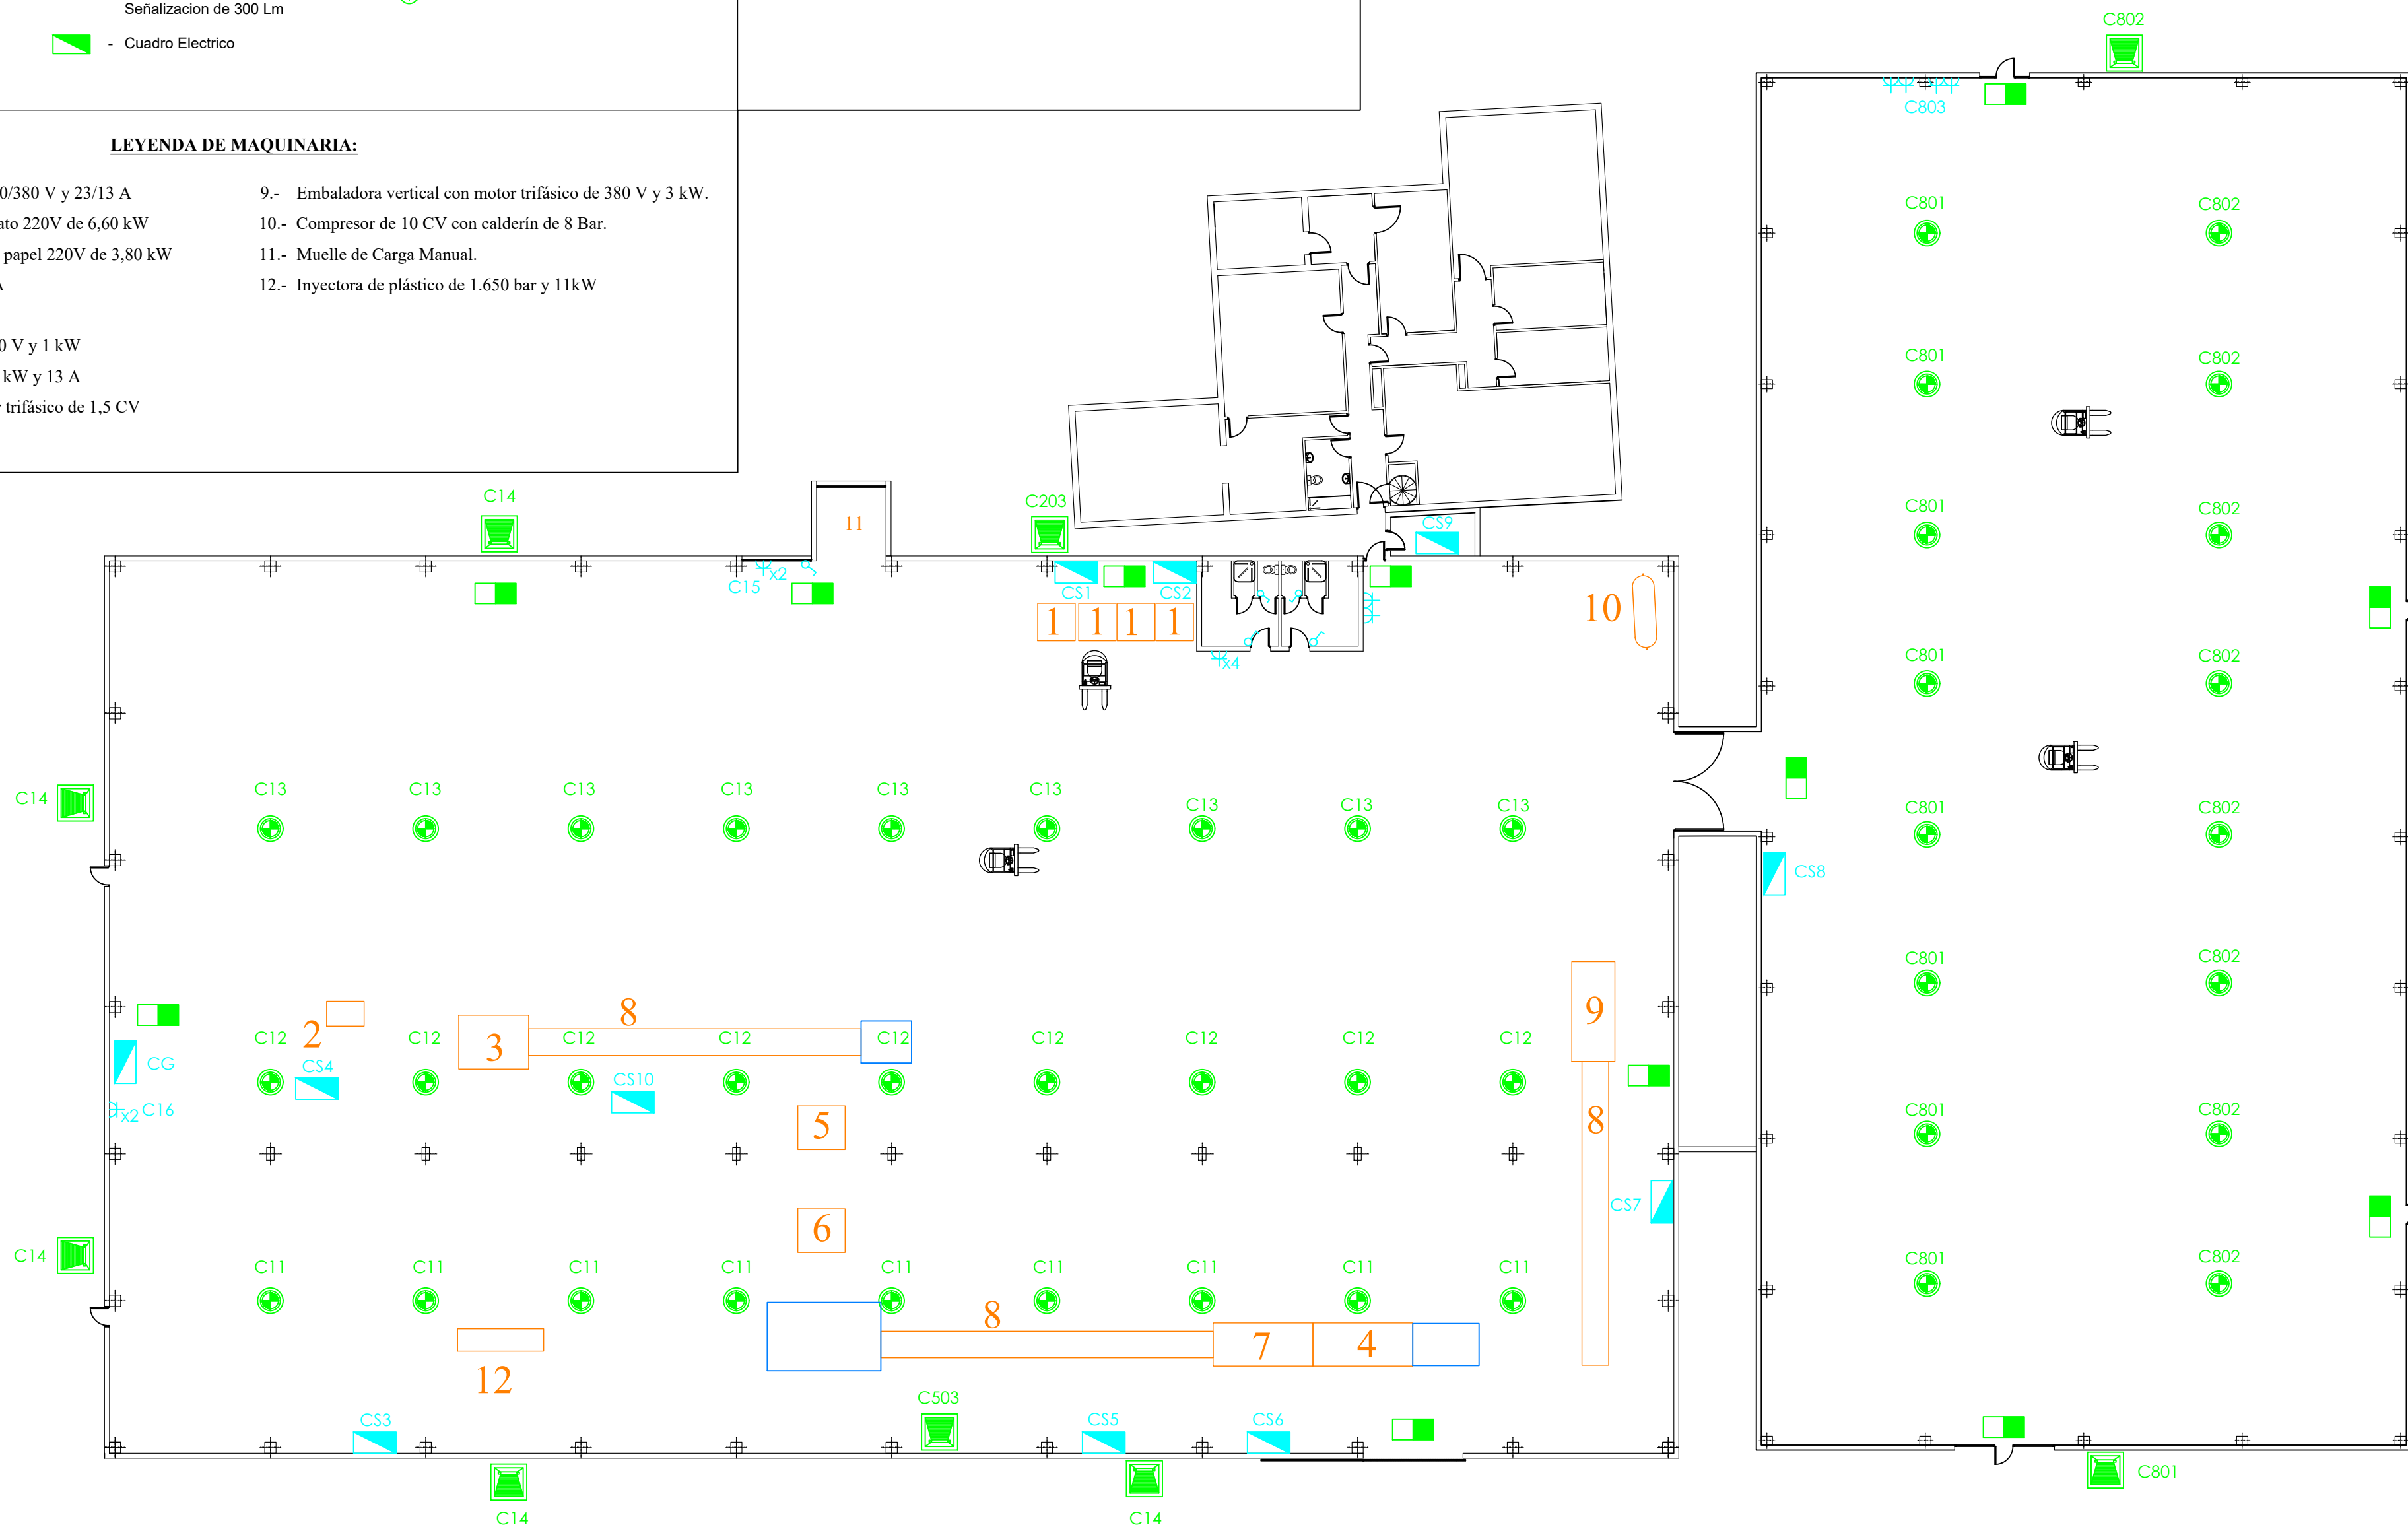 Señalizacion de 300 Lm
- Cuadro Electrico
LEYENDA DE MAQUINARIA:
0/380 V y 23/13 A
ato 220V de 6,60 kW
papel 220V de 3,80 kW
A
0 V y 1 kW
kW y 13 A
trifásico de 1,5 CV
9.- Embaladora vertical con motor trifásico de 380 V y 3 kW.
10.- Compresor de 10 CV con calderín de 8 Bar.
11.- Muelle de Carga Manual.
12.- Inyectora de plástico de 1.650 bar y 11kW
C802
C803
C801 C802
C801 C802
C14 11 C203 C801 C802
CS9
C15 x2 CS1 CS2
1 1 1 1 10
x4 C801 C802
C14 C13 C13 C13 C13 C13 C13 C13 C13 C13 C801 C802
CS8
C801 C802
2 3 8 9
C12 C12 C12 C12 C12 C12 C12 C12 C12
CG CS4 CS10
x2 C16 5 8 C801 C802
6 CS7
C14 C11 C11 C11 C11 C11 C11 C11 C11 C11 C801 C802
8 7 4
12
CS3 C503 CS5 CS6
C801
C14 C14